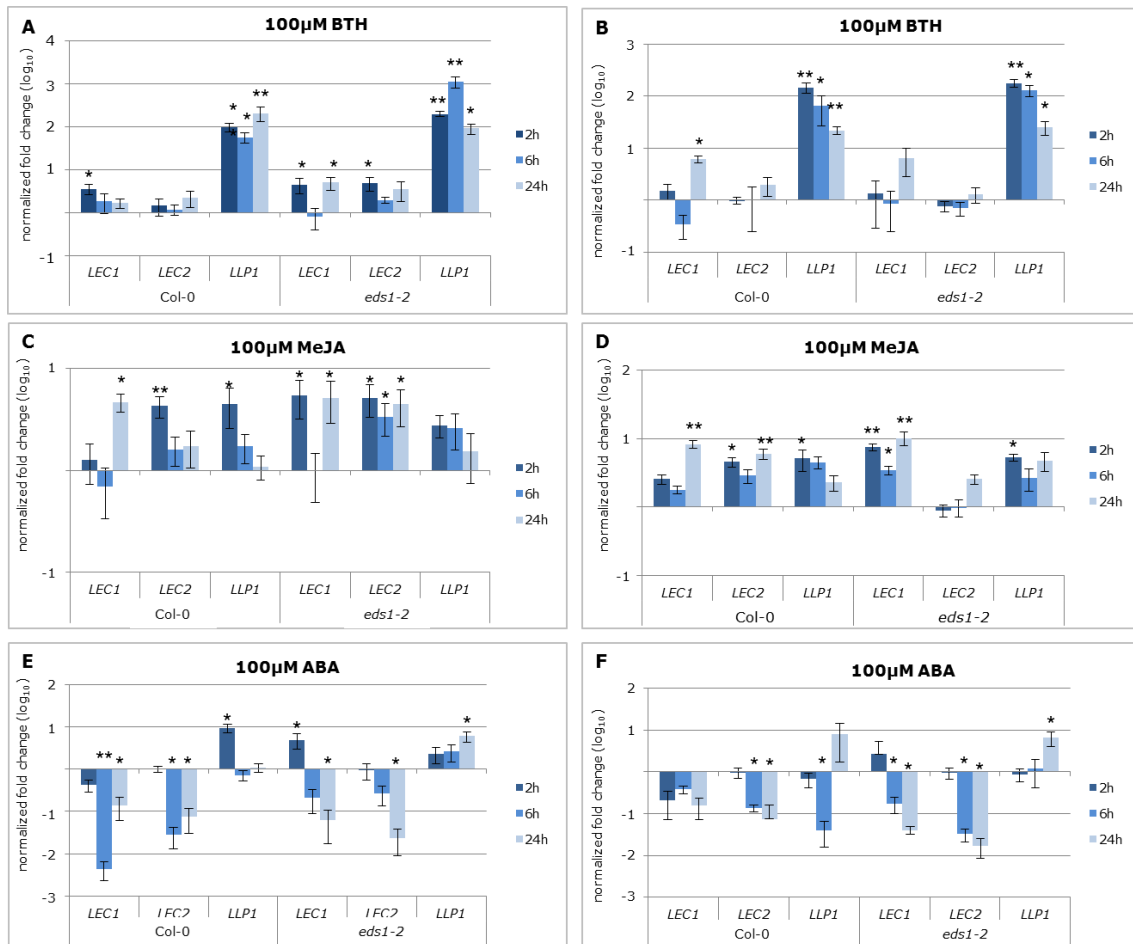 A
100µM BTH
normalized fold change (log10)
4
3
2
1
-1
* * * * * ** * * * ** ** *
2h
6h
24h
LEC1 LEC2 LLP1 LEC1 LEC2 LLP1
Col-0 eds1-2
B
100µM BTH
normalized fold change (log10)
3
2
1
-1
* ** * ** ** * *
2h
6h
24h
LEC1 LEC2 LLP1 LEC1 LEC2 LLP1
Col-0 eds1-2
C
100µM MeJA
normalized fold change (log10)
1
-1
* ** * * * * * *
2h
6h
24h
LEC1 LEC2 LLP1 LEC1 LEC2 LLP1
Col-0 eds1-2
D
100µM MeJA
normalized fold change (log10)
2
1
-1
** * ** * ** * ** *
2h
6h
24h
LEC1 LEC2 LLP1 LEC1 LEC2 LLP1
Col-0 eds1-2
E
100µM ABA
normalized fold change (log10)
2
1
-1
-2
-3
** * * * * * * * *
2h
6h
24h
LEC1 LEC2 LLP1 LEC1 LEC2 LLP1
Col-0 eds1-2
F
100µM ABA
normalized fold change (log10)
2
1
-1
-2
-3
* * * * * * * *
2h
6h
24h
LEC1 LEC2 LLP1 LEC1 LEC2 LLP1
Col-0 eds1-2